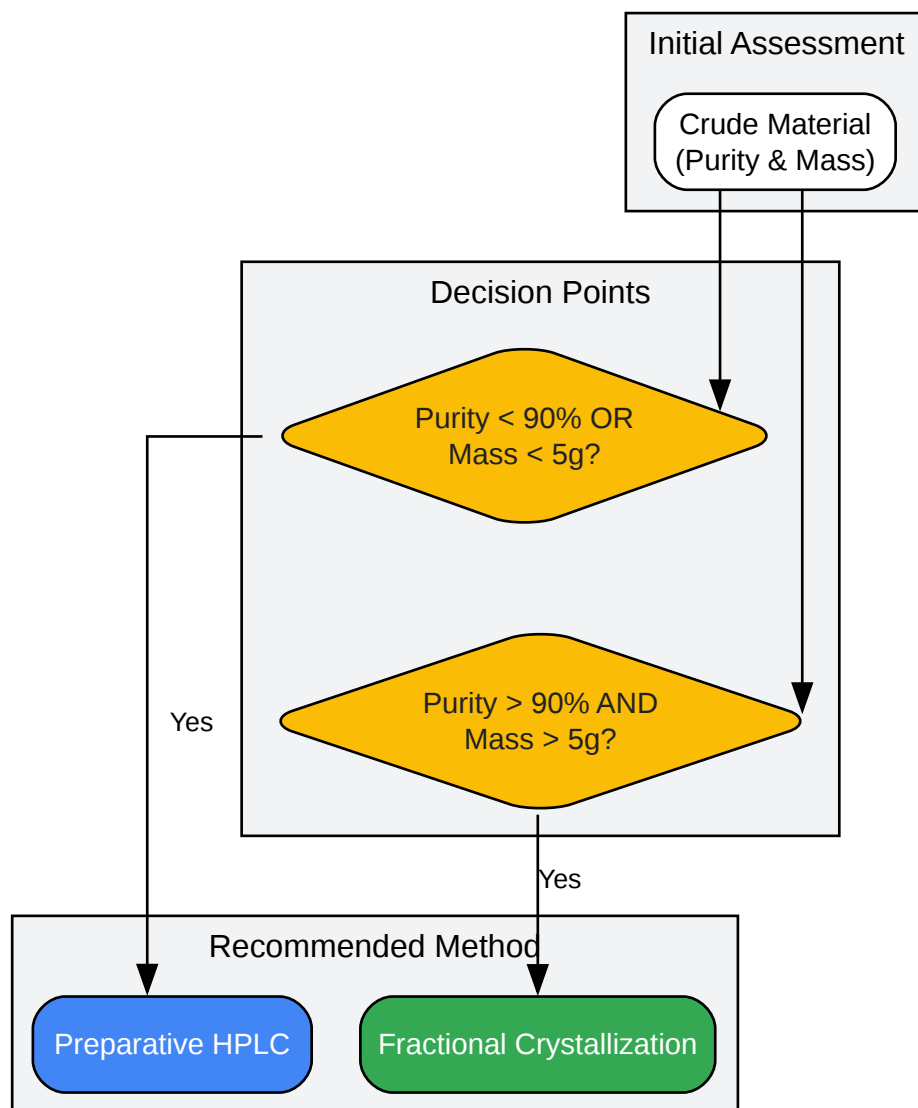 Initial Assessment
Crude Material
(Purity & Mass)
Decision Points
Purity < 90% OR
Mass < 5g?
Purity > 90% AND
Mass > 5g?
Yes
Yes
Recommended Method
Preparative HPLC
Fractional Crystallization